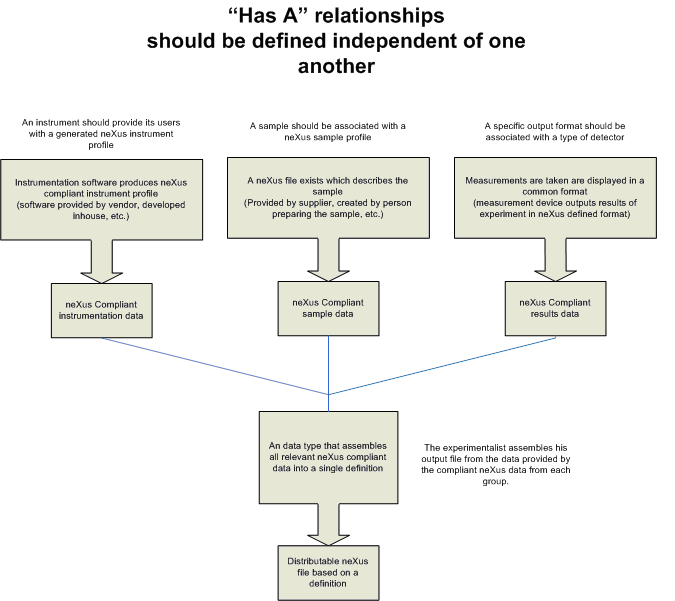 “Has A” relationships
should be defined independent of one
another
An instrument should provide its users
with a generated neXus instrument
profile
A sample should be associated with a
neXus sample profile
A specific output format should be
associated with a type of detector
Instrumentation software produces neXus
compliant instrument profile
(software provided by vendor, developed
inhouse, etc.)
A neXus file exists which describes the
sample
(Provided by supplier, created by person
preparing the sample, etc.)
Measurements are taken are displayed in a
common format
(measurement device outputs results of
experiment in neXus defined format)
neXus Compliant
instrumentation data
neXus Compliant
sample data
neXus Compliant
results data
An data type that assembles
all relevant neXus compliant
data into a single definition
The experimentalist assembles his
output file from the data provided by
the compliant neXus data from each
group.
Distributable neXus
file based on a
definition